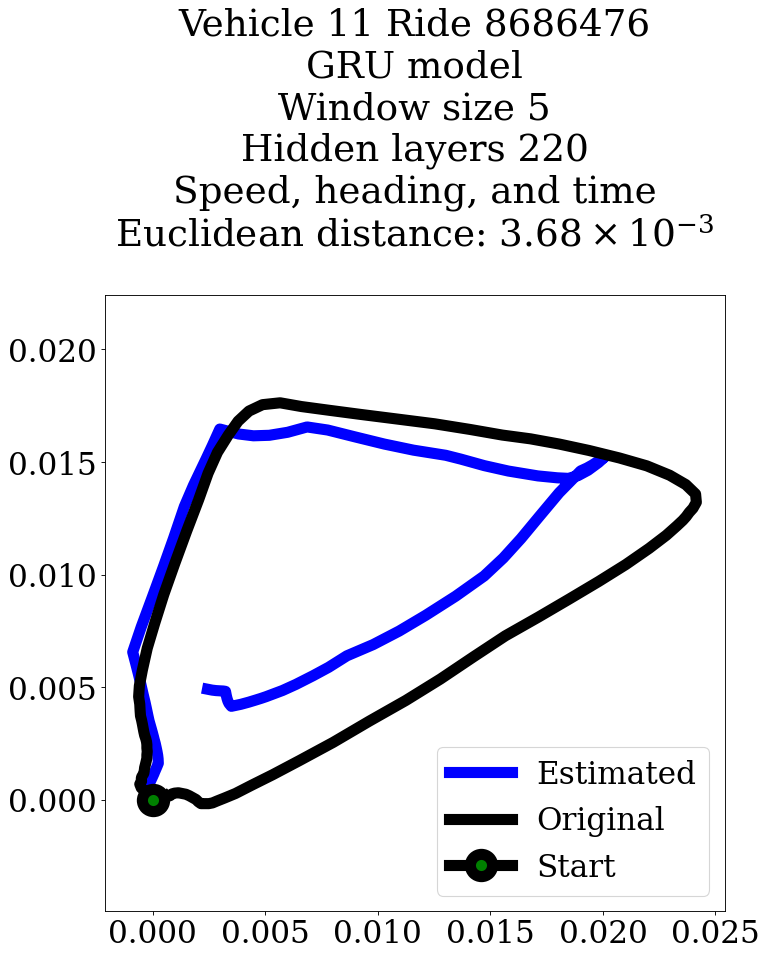 Vehicle 11 Ride 8686476
GRU model
Window size 5
Hidden layers 220
Speed, heading, and time
Euclidean distance: 3.68 × 10⁻³
0.020
0.015
0.010
0.005
0.000
Estimated
Original
Start
0.000 0.005 0.010 0.015 0.020 0.025